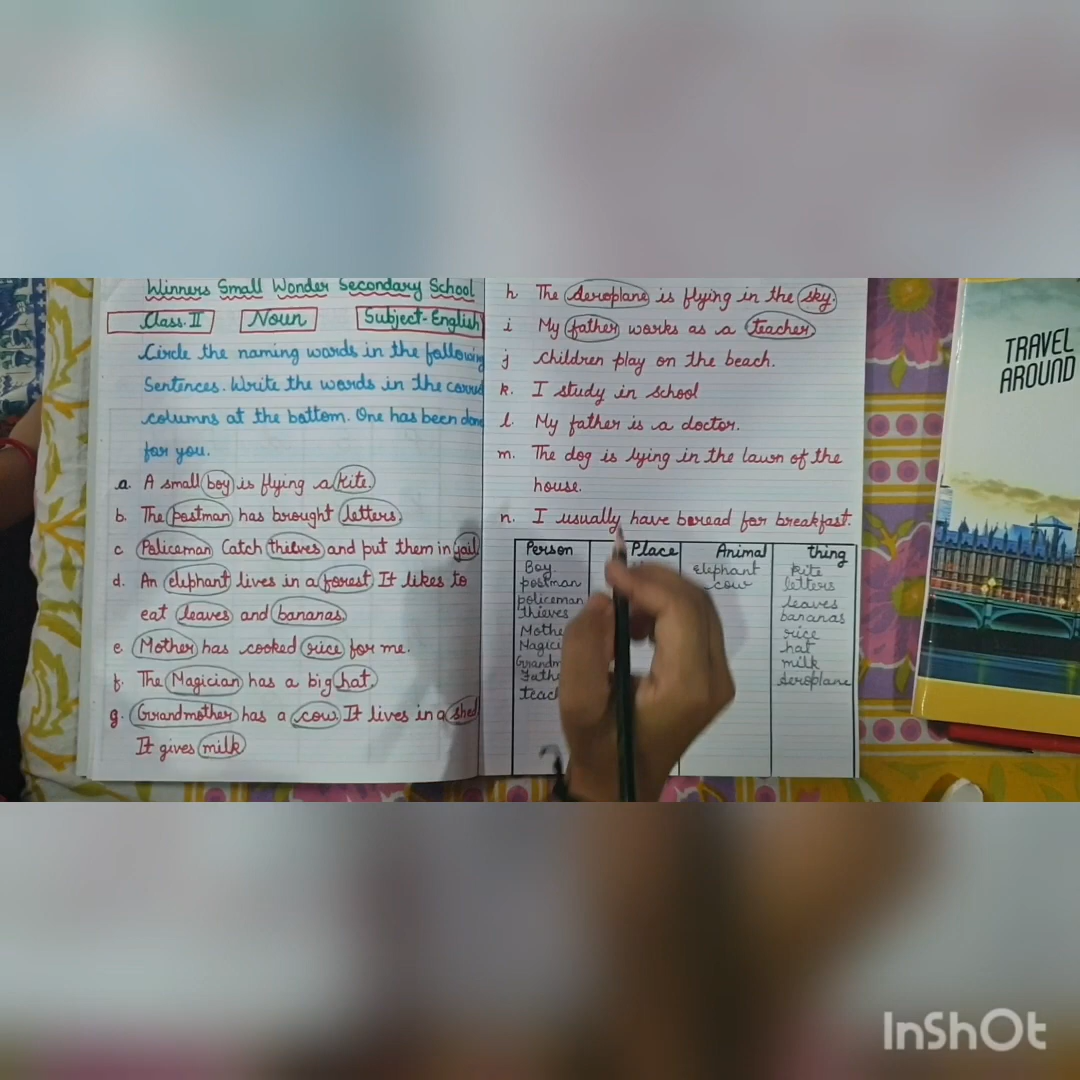 Winners Small Wonder Secondary School
Class-II Noun Subject-English
Circle the naming words in the following
Sentences. Write the words in the
columns at the bottom. One has been done
for you.
a. A small boy is flying a kite.
b. The postman has brought letters.
c Policeman Catch thieves and put them in jail
d. An elephant lives in a forest It likes to
eat leaves and bananas.
e. Mother has cooked rice for me.
f. The Magician has a big hat
g. Grandmother has a cow. It lives in a shed
It gives milk
h. The Aeroplane is flying in the sky.
i My father works as a teacher
j children play on the beach.
k. I study in school
l. My father is a doctor.
m. The dog is lying in the lawn of the
house.
n. I usually have boread for breakfast.
Person Place Animal thing
Boy elephant kite
postman cow letters
policeman leaves
thieves bananas
rice
hat
milk
Aeroplane
TRAVEL
AROUND
InShOt